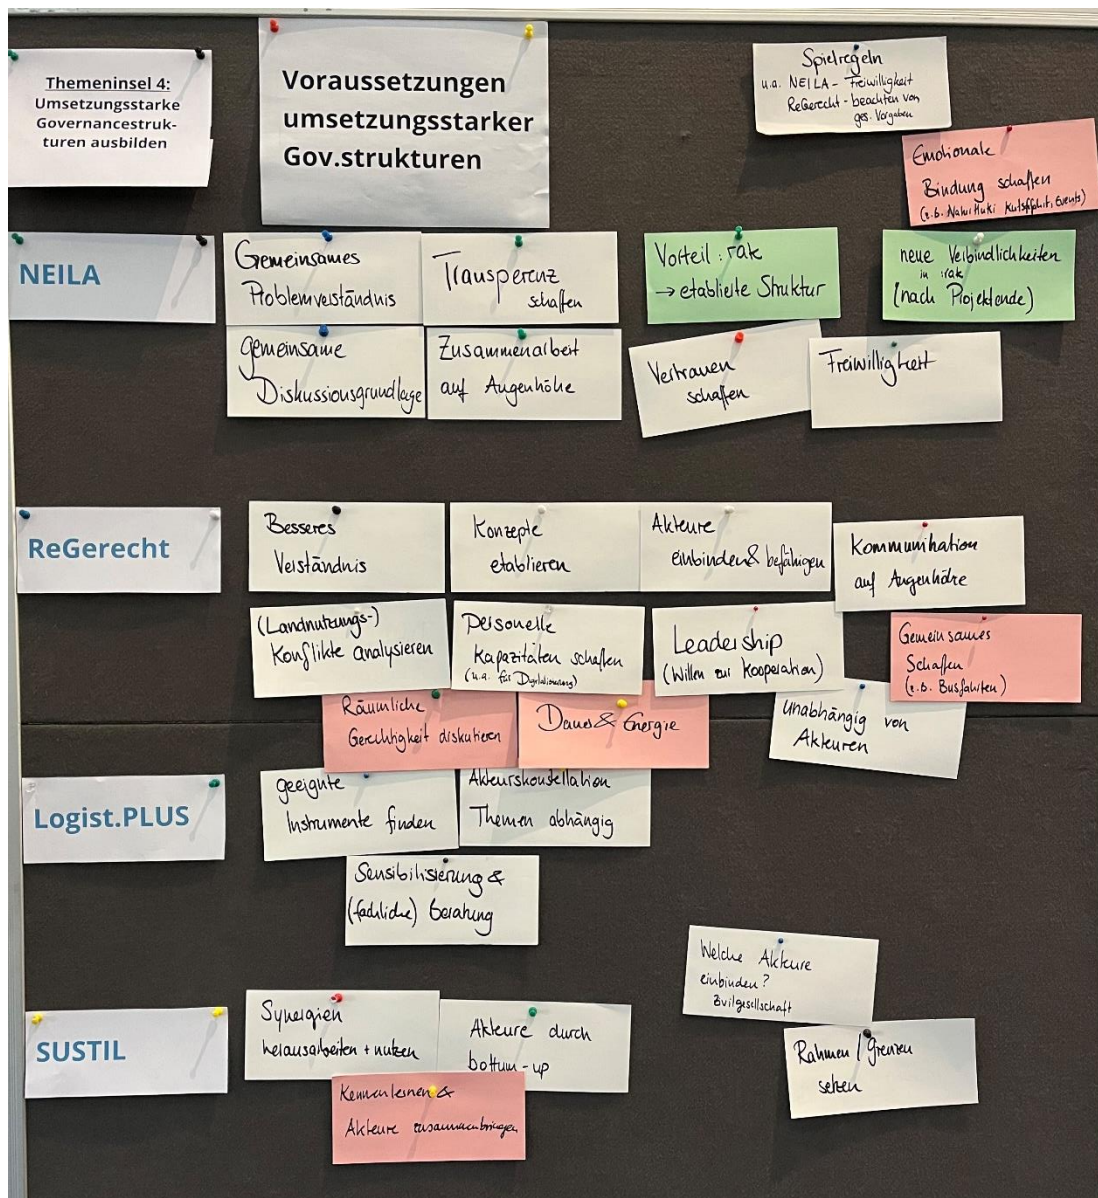 Themeninsel 4:
Umsetzungsstarke
Governancestruk-
turen ausbilden
Voraussetzungen
umsetzungsstarker
Gov.strukturen
Spielregeln
u.a. NEILA - Freiwilligkeit
ReGerecht - beachten von
ges. Vorgaben
Emotionale
Bindung schaffen
(z.B. Kutschfahrt, Events)
NEILA
Gemeinsames
Problemverständnis
Transparenz
schaffen
Vorteil : rak
→ etablierte Struktur
neue Verbindlichkeiten
in rak
(nach Projektende)
gemeinsame
Diskussionsgrundlage
Zusammenarbeit
auf Augenhöhe
Vertrauen
schaffen
Freiwilligkeit
ReGerecht
Besseres
Verständnis
Konzepte
etablieren
Akteure
einbinden & befähigen
Kommunikation
auf Augenhöhe
(Landnutzungs-)
Konflikte analysieren
Personelle
Kapazitäten schaffen
(u.a. für Digitalisierung)
Leadership
(Willen zur Kooperation)
Gemeinsames
Schaffen
(z.B. Busfahrten)
Räumliche
Gerechtigkeit diskutieren
Dauer & Energie
unabhängig von
Akteuren
Logist.PLUS
geeignete
Instrumente finden
Akteurskonstellation
Themen abhängig
Sensibilisierung &
(fachliche) Beratung
Welche Akteure
einbinden?
Zivilgesellschaft
SUSTIL
Synergien
herausarbeiten + nutzen
Akteure durch
bottum-up
Rahmen / Grenzen
setzen
Kennenlernen &
Akteure zusammenbringen